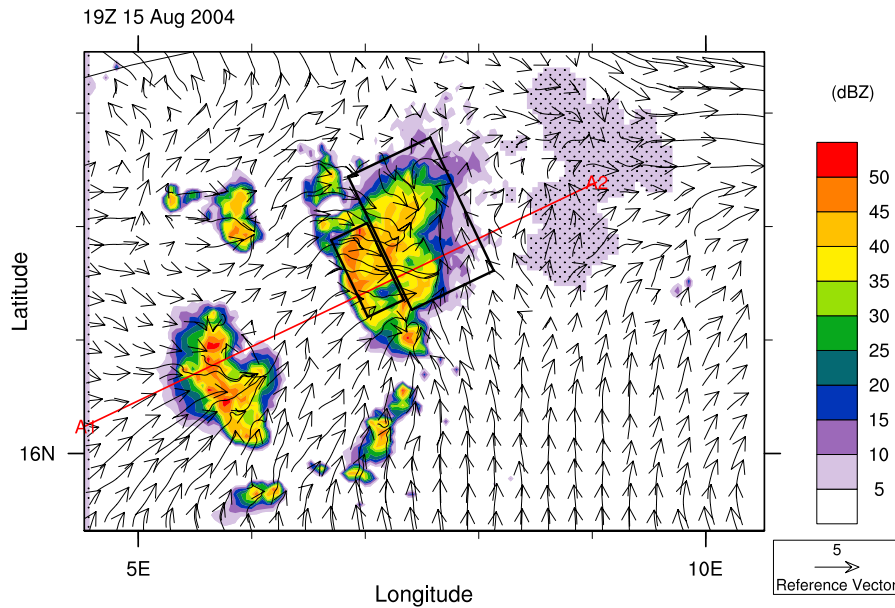 19Z 15 Aug 2004
(dBZ)
50
45
40
35
30
25
20
15
10
5
A2
A1
Latitude
16N
5E
10E
Longitude
5
Reference Vector